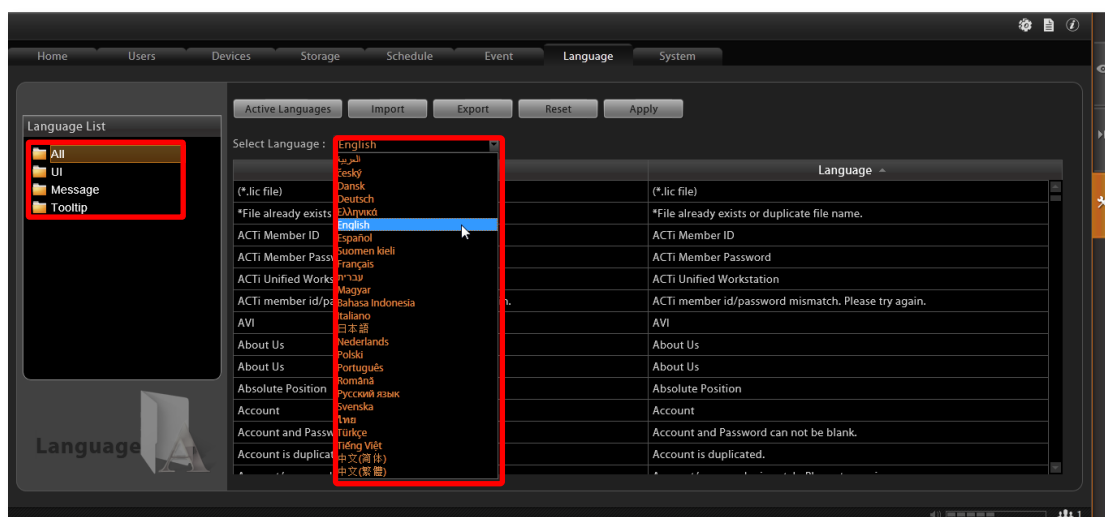 Home Users Devices Storage Schedule Event Language System
Active Languages Import Export Reset Apply
Language List
All
UI
Message
Tooltip
Language
Select Language : English
العربية
český
Dansk
Deutsch
Ελληνικά
English
Español
Suomen kieli
Français
עברית
Magyar
Bahasa Indonesia
Italiano
日本語
Nederlands
Polski
Português
Română
Русский язык
Svenska
ไทย
Türkçe
Tiếng Việt
中文(简体)
中文(繁體)
Language
(*.lic file) (*.lic file)
*File already exists *File already exists or duplicate file name.
ACTi Member ID ACTi Member ID
ACTi Member ACTi Member Password
ACTi Unified ACTi Unified Workstation
ACTi member ACTi member id/password mismatch. Please try again.
AVI AVI
About Us About Us
About Us About Us
Absolute Position Absolute Position
Account Account
Account and Account and Password can not be blank.
Account is Account is duplicated.
1